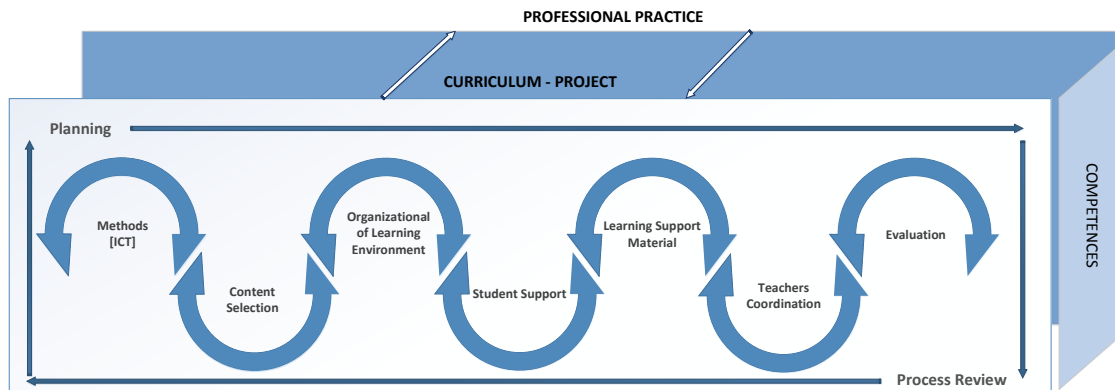 PROFESSIONAL PRACTICE
CURRICULUM - PROJECT
Planning
Methods
[ICT]
Organizational
of Learning
Environment
Learning Support
Material
Evaluation
Content
Selection
Student Support
Teachers
Coordination
COMPETENCES
Process Review